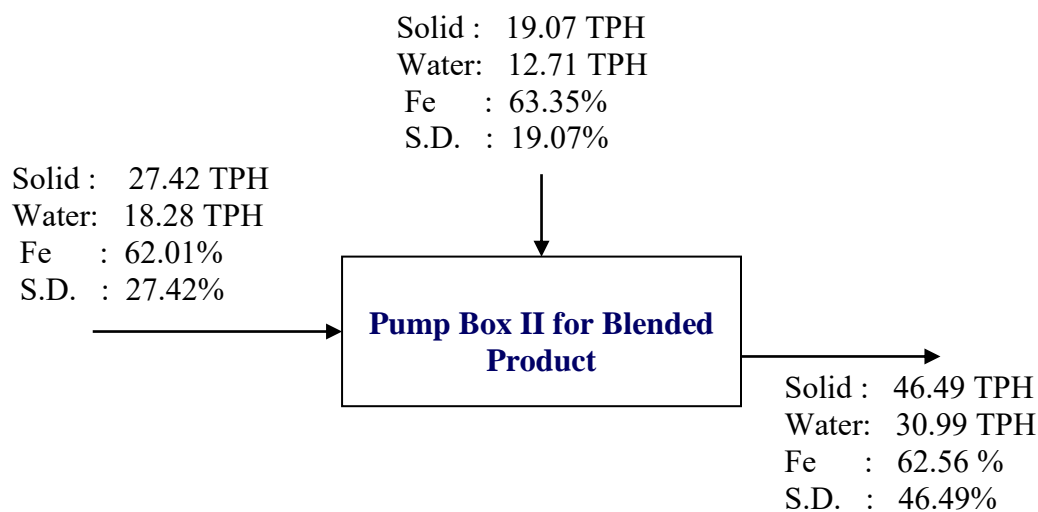 Solid : 19.07 TPH
Water: 12.71 TPH
Fe : 63.35%
S.D. : 19.07%
Solid : 27.42 TPH
Water: 18.28 TPH
Fe : 62.01%
S.D. : 27.42%
Pump Box II for Blended
Product
Solid : 46.49 TPH
Water: 30.99 TPH
Fe : 62.56 %
S.D. : 46.49%